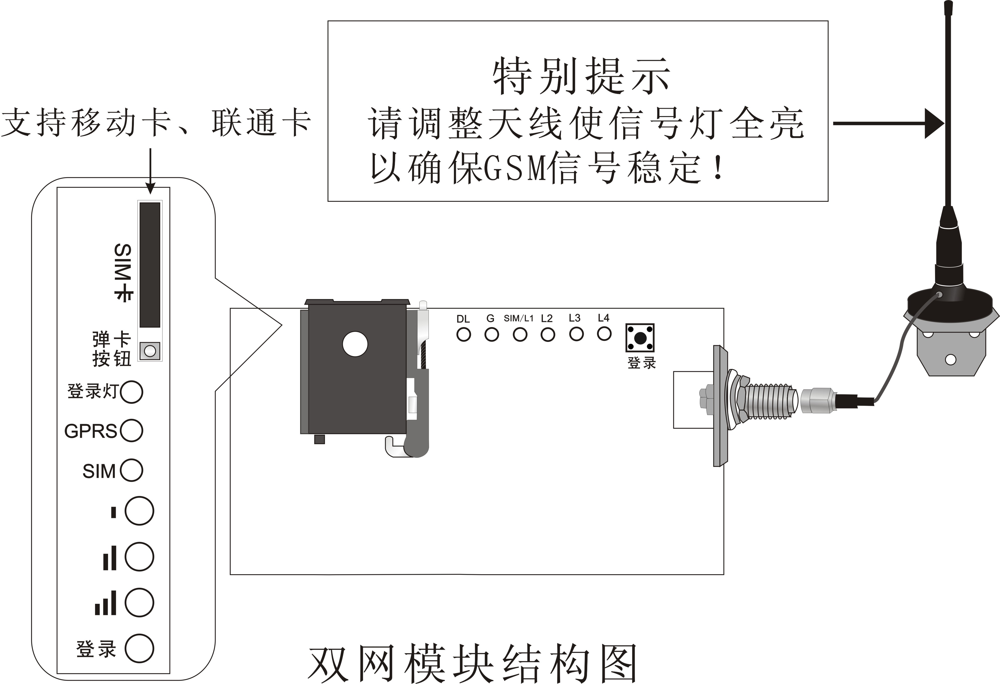 特别提示
请调整天线使信号灯全亮
以确保GSM信号稳定！
支持移动卡、联通卡
SIM卡
弹卡
按钮
登录灯
GPRS
SIM
登录
DL G SIM/L1 L2 L3 L4
登录
双网模块结构图